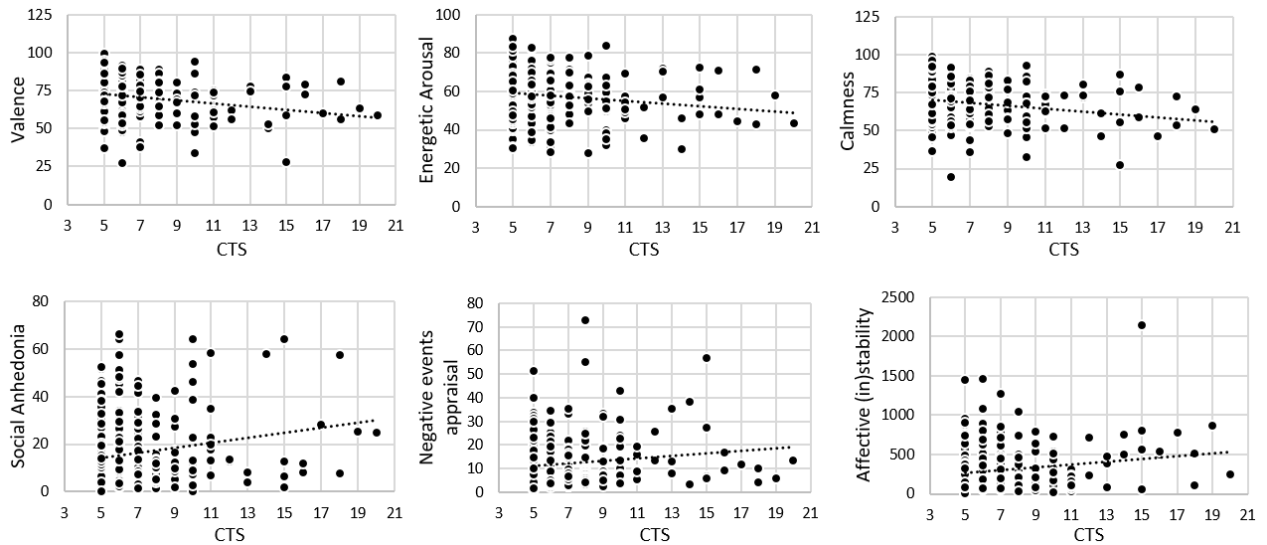 Valence
125
100
75
50
25
0
3 5 7 9 11 13 15 17 19 21
CTS
Energetic Arousal
100
80
60
40
20
0
3 5 7 9 11 13 15 17 19 21
CTS
Calmness
125
100
75
50
25
0
3 5 7 9 11 13 15 17 19 21
CTS
Social Anhedonia
80
60
40
20
0
3 5 7 9 11 13 15 17 19 21
CTS
Negative events
appraisal
80
70
60
50
40
30
20
10
0
3 5 7 9 11 13 15 17 19 21
CTS
Affective (in)stability
2500
2000
1500
1000
500
0
3 5 7 9 11 13 15 17 19 21
CTS